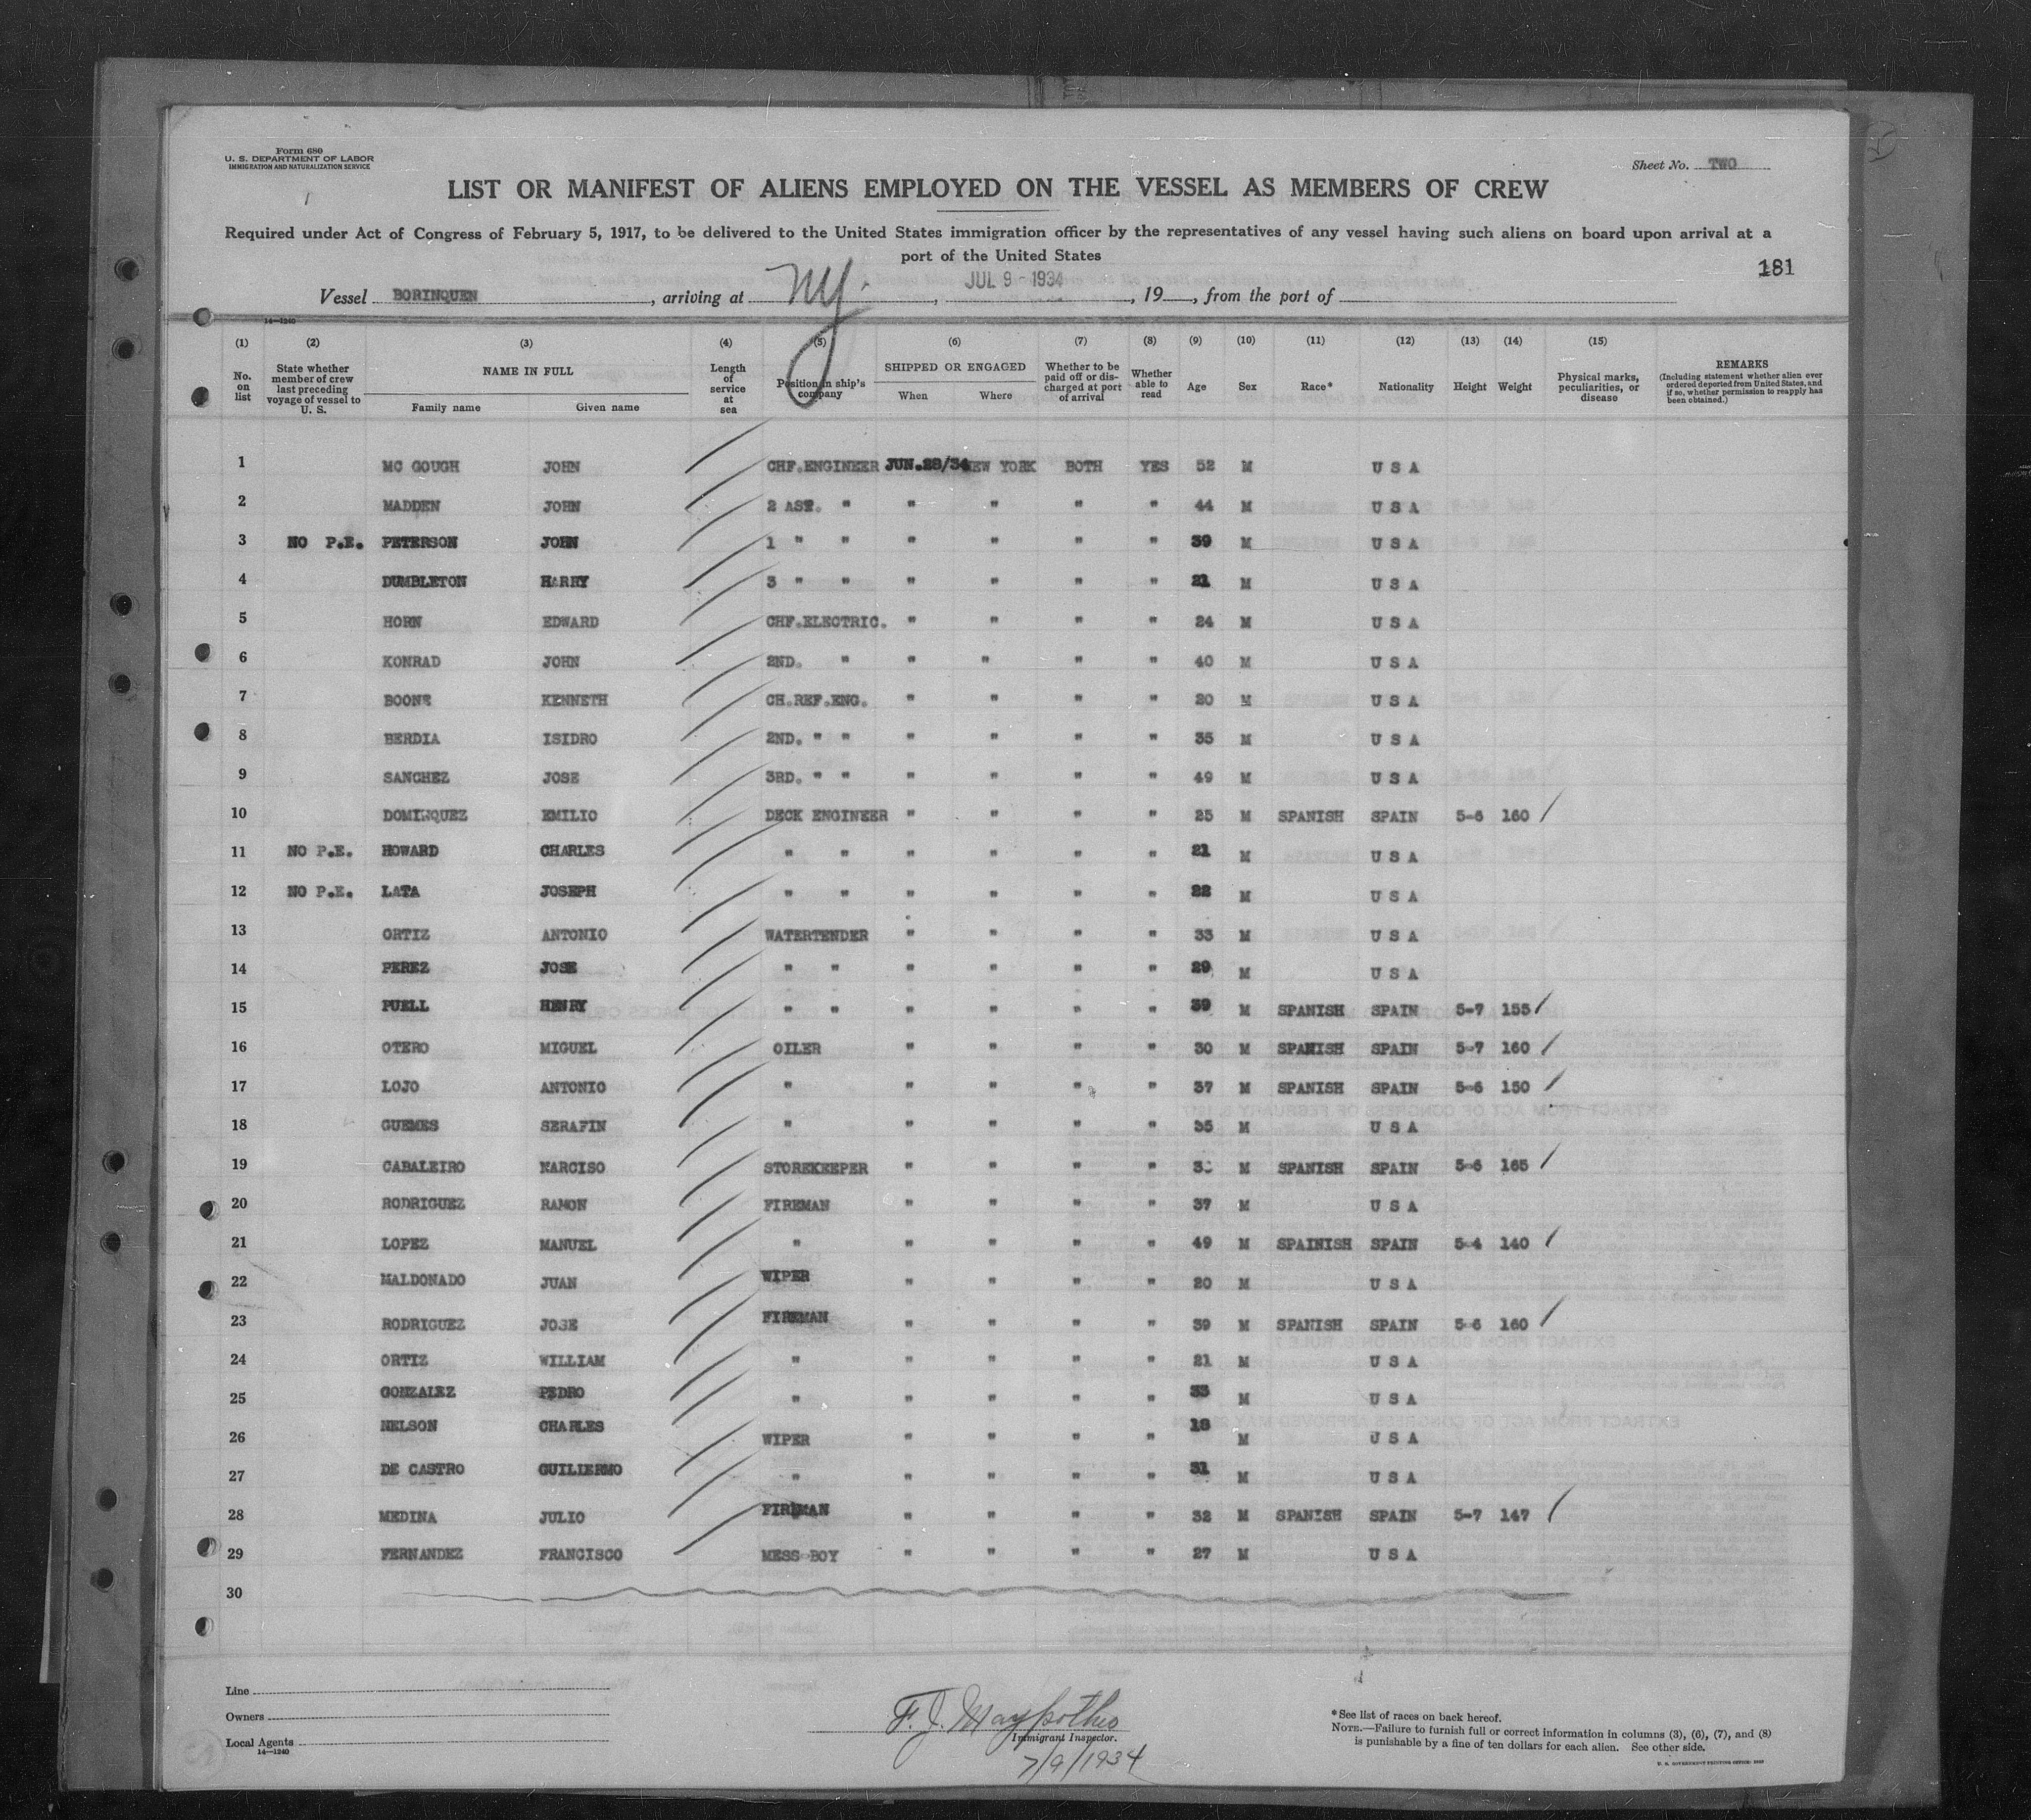 Form 680
U. S. DEPARTMENT OF LABOR
IMMIGRATION AND NATURALIZATION SERVICE
Sheet No. TWO
LIST OR MANIFEST OF ALIENS EMPLOYED ON THE VESSEL AS MEMBERS OF CREW
Required under Act of Congress of February 5, 1917, to be delivered to the United States immigration officer by the representatives of any vessel having such aliens on board upon arrival at a
port of the United States
181
Vessel BORINQUEN, arriving at NY., JUL 9 - 1934, 19, from the port of
14—1240
(1) (2) (3) (4) (5) (6) (7) (8) (9) (10) (11) (12) (13) (14) (15)
No. on list State whether member of crew last preceding voyage of vessel to U. S. NAME IN FULL Family name Given name Length of service at sea Position in ship's company SHIPPED OR ENGAGED When Where Whether to be paid off or discharged at port of arrival Whether able to read Age Sex Race* Nationality Height Weight Physical marks, peculiarities, or disease REMARKS (Including statement whether alien ever ordered deported from United States, and if so, whether permission to reapply has been obtained.)
1 MC GOUGH JOHN CHF.ENGINEER JUN.28/34 NEW YORK BOTH YES 52 M U S A
2 MADDEN JOHN 2 AST. " " " " " 44 M U S A
3 NO P.E. PETERSON JOHN 1 " " " " " " 39 M U S A
4 DUMBLETON HARRY 3 " " " " " " 21 M U S A
5 HORN EDWARD CHF.ELECTRIC. " " " " 24 M U S A
6 KONRAD JOHN 2ND. " " " " " 40 M U S A
7 BOONE KENNETH CH.REF.ENG. " " " " 20 M U S A
8 BERDIA ISIDRO 2ND. " " " " " " 35 M U S A
9 SANCHEZ JOSE 3RD. " " " " " " 49 M U S A
10 DOMINQUEZ EMILIO DECK ENGINEER " " " " 25 M SPANISH SPAIN 5-6 160
11 NO P.E. HOWARD CHARLES " " " " " " 21 M U S A
12 NO P.E. LATA JOSEPH " " " " " " 22 M U S A
13 ORTIZ ANTONIO WATERTENDER " " " " 33 M U S A
14 PEREZ JOSE " " " " " " 29 M U S A
15 PUELL HENRY " " " " " " 39 M SPANISH SPAIN 5-7 155
16 OTERO MIGUEL OILER " " " " 30 M SPANISH SPAIN 5-7 160
17 LOJO ANTONIO " " " " " 37 M SPANISH SPAIN 5-6 150
18 GUEMES SERAFIN " " " " " 35 M U S A
19 CABALEIRO NARCISO STOREKEEPER " " " " M SPANISH SPAIN 5-6 165
20 RODRIGUEZ RAMON FIREMAN " " " " 37 M U S A
21 LOPEZ MANUEL " " " " " 49 M SPAINISH SPAIN 5-4 140
22 MALDONADO JUAN WIPER " " " " 20 M U S A
23 RODRIGUEZ JOSE FIREMAN " " " " 39 M SPANISH SPAIN 5-6 160
24 ORTIZ WILLIAM " " " " " 21 M U S A
25 GONZALEZ PEDRO " " " " " 33 M U S A
26 NELSON CHARLES WIPER " " " " 18 M U S A
27 DE CASTRO GUILLERMO " " " " " 31 M U S A
28 MEDINA JULIO FIREMAN " " " " 32 M SPANISH SPAIN 5-7 147
29 FERNANDEZ FRANCISCO MESS-BOY " " " " 27 M U S A
30
Line
Owners
Local Agents
14—1240
F. J.
Immigrant Inspector.
7/9/1934
*See list of races on back hereof.
NOTE.—Failure to furnish full or correct information in columns (3), (6), (7), and (8)
is punishable by a fine of ten dollars for each alien. See other side.
U. S. GOVERNMENT PRINTING OFFICE